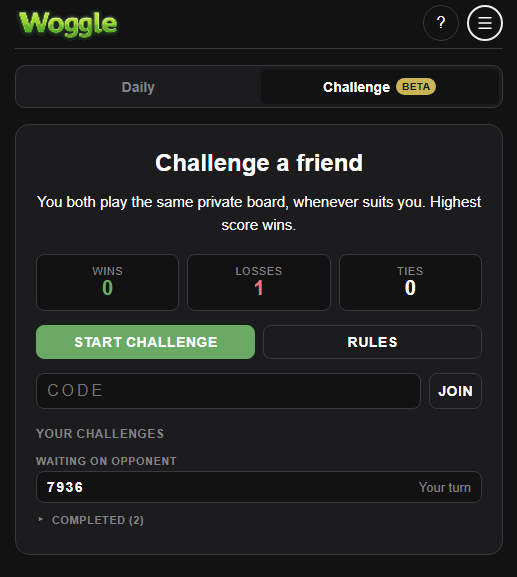 Woggle
?
Daily
Challenge BETA
Challenge a friend
You both play the same private board, whenever suits you. Highest
score wins.
WINS LOSSES TIES
0 1 0
START CHALLENGE RULES
CODE JOIN
YOUR CHALLENGES
WAITING ON OPPONENT
7936 Your turn
COMPLETED (2)